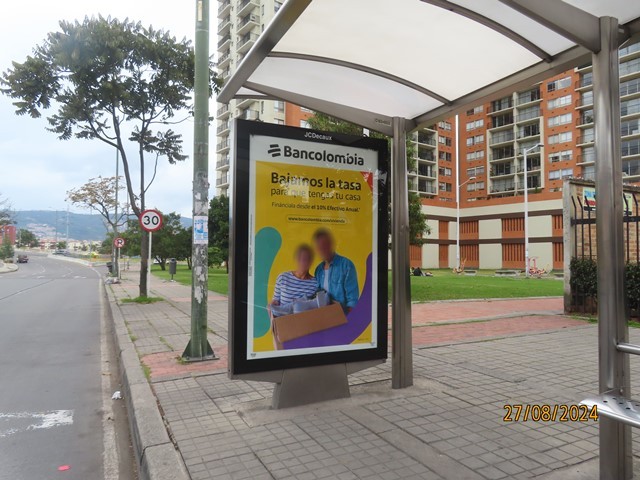 JCDecaux
Bancolombia
Bajamos la tasa
para que tengas tu casa
Fináncialo desde el 10% Efectivo Anual*
30
27/08/2024